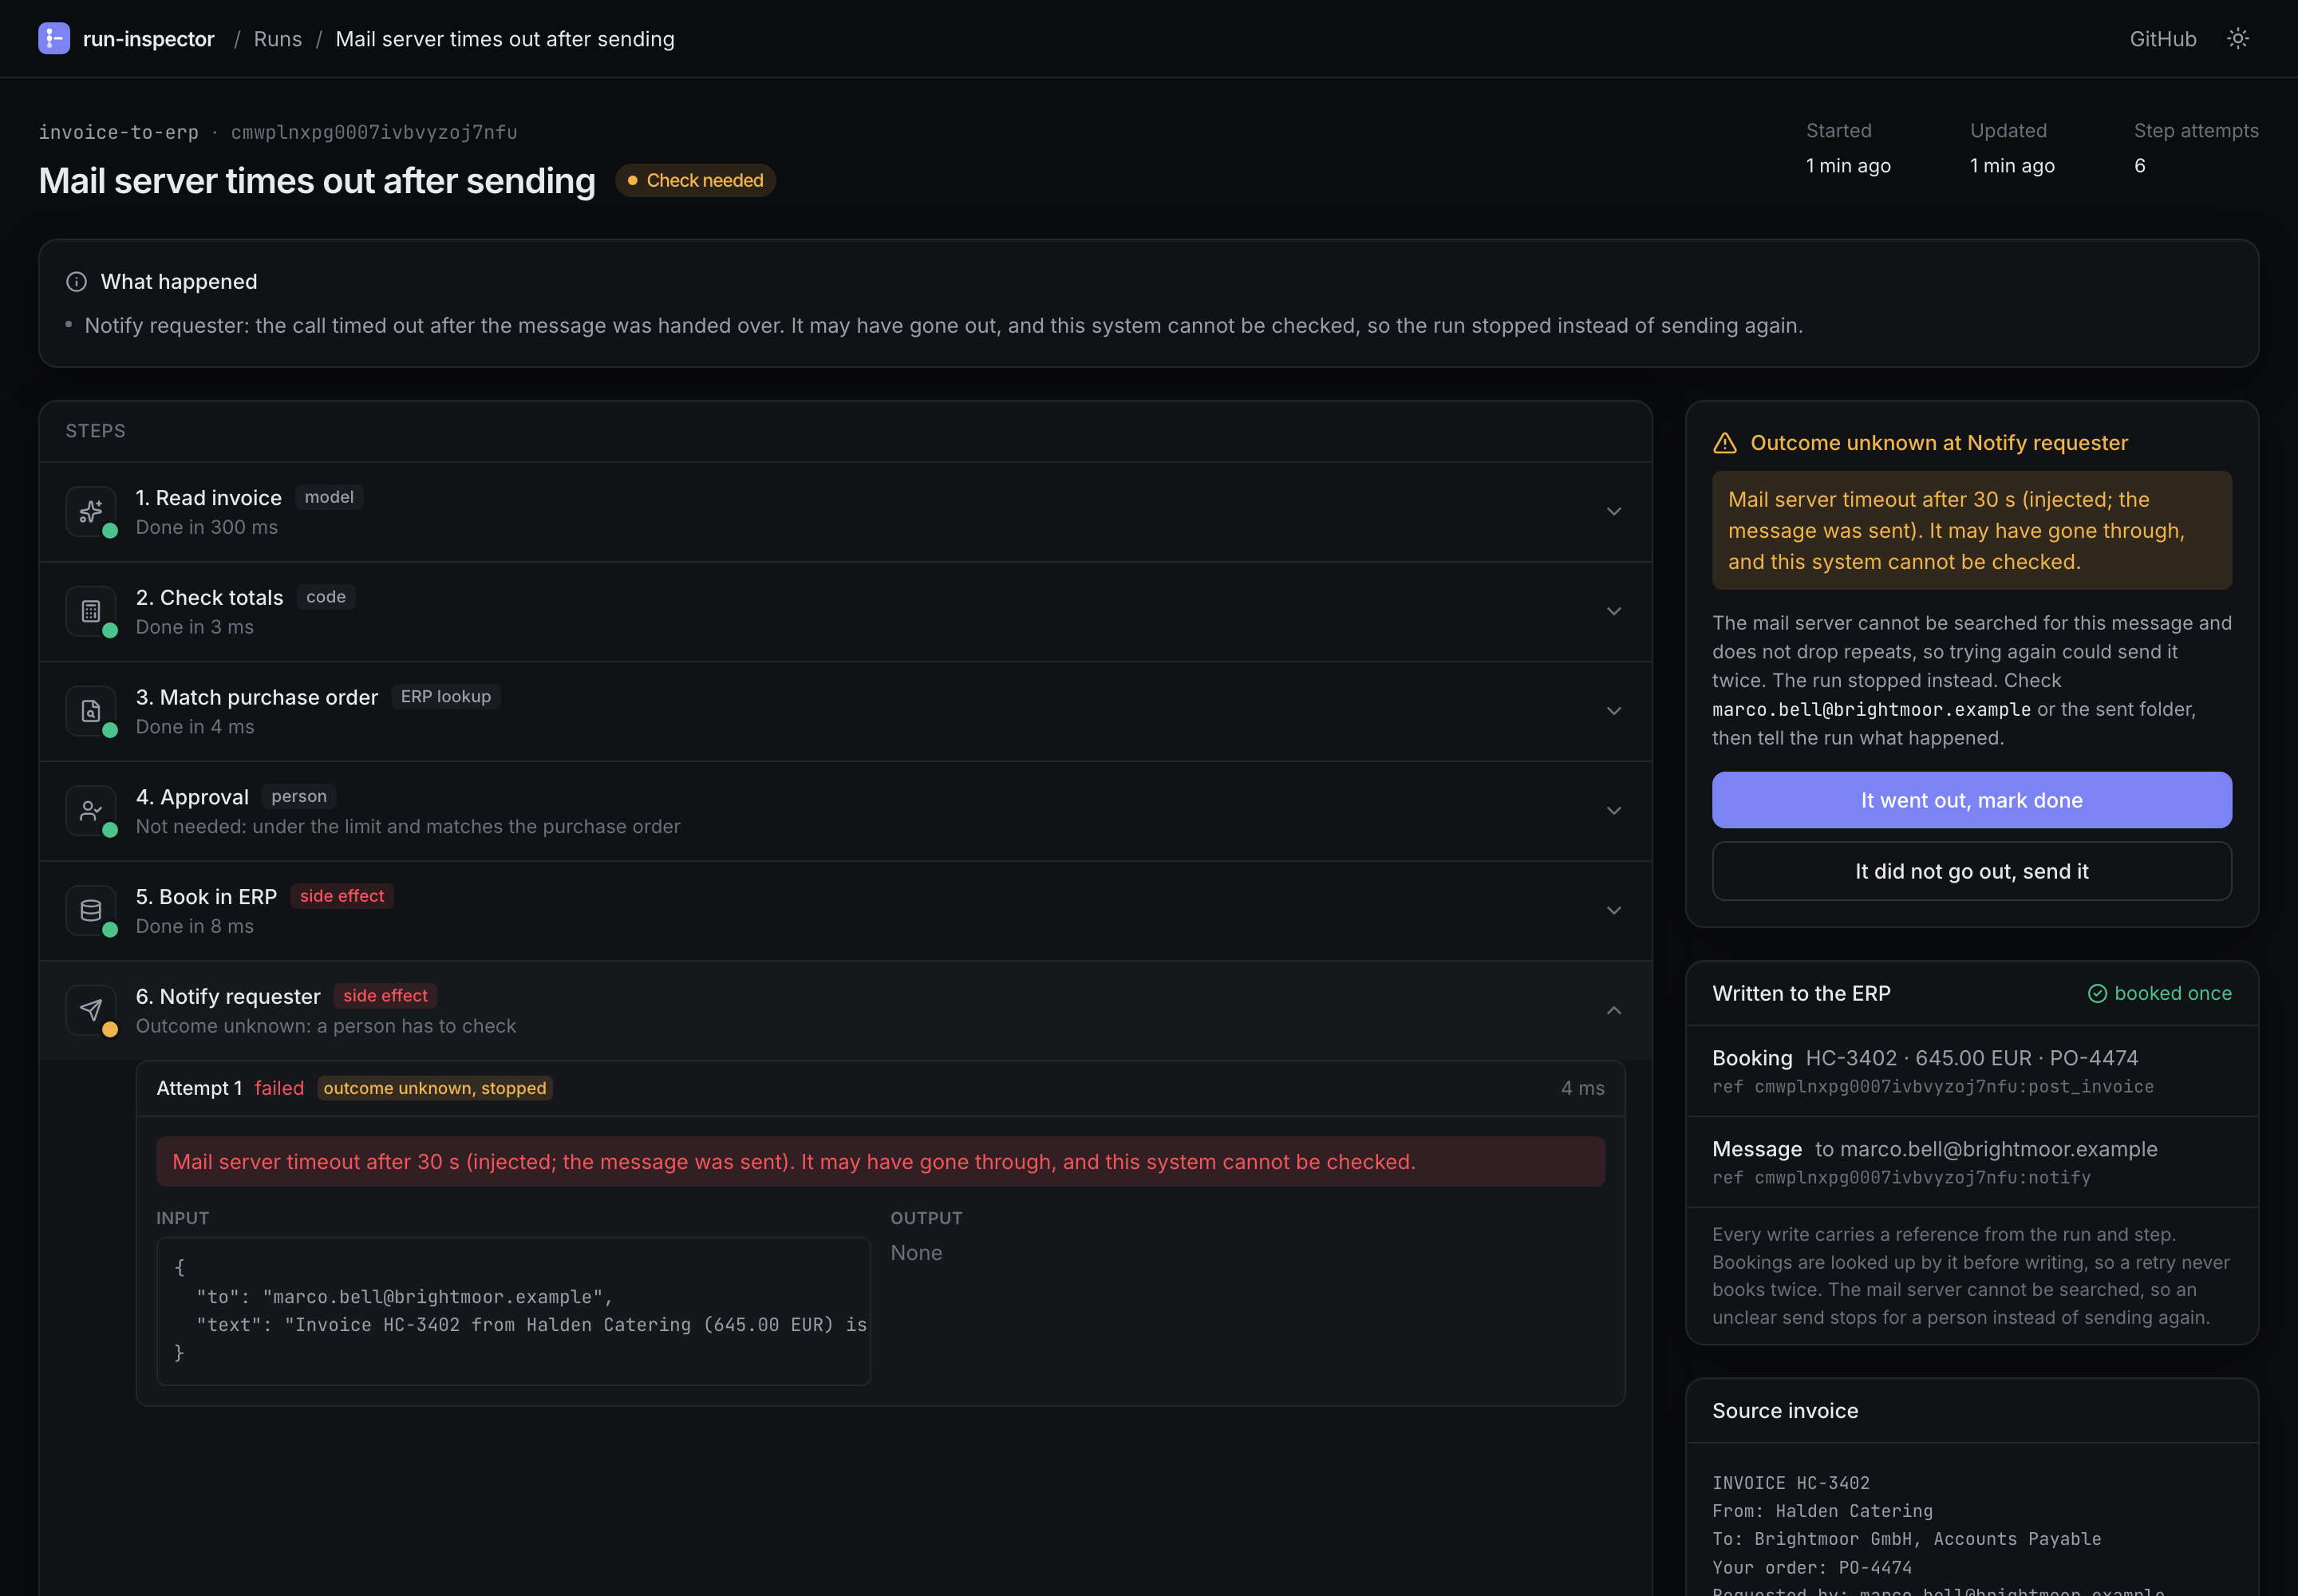 run-inspector / Runs / Mail server times out after sending
GitHub
invoice-to-erp · cmwplnxpg0007ivbvyzoj7nfu
Mail server times out after sending
Check needed
Started
1 min ago
Updated
1 min ago
Step attempts
6
What happened
• Notify requester: the call timed out after the message was handed over. It may have gone out, and this system cannot be checked, so the run stopped instead of sending again.
STEPS
1. Read invoice model
Done in 300 ms
2. Check totals code
Done in 3 ms
3. Match purchase order ERP lookup
Done in 4 ms
4. Approval person
Not needed: under the limit and matches the purchase order
5. Book in ERP side effect
Done in 8 ms
6. Notify requester side effect
Outcome unknown: a person has to check
Attempt 1 failed outcome unknown, stopped 4 ms
Mail server timeout after 30 s (injected; the message was sent). It may have gone through, and this system cannot be checked.
INPUT
{
"to": "marco.bell@brightmoor.example",
"text": "Invoice HC-3402 from Halden Catering (645.00 EUR) is
}
OUTPUT
None
Outcome unknown at Notify requester
Mail server timeout after 30 s (injected; the
message was sent). It may have gone through,
and this system cannot be checked.
The mail server cannot be searched for this message and
does not drop repeats, so trying again could send it
twice. The run stopped instead. Check
marco.bell@brightmoor.example or the sent folder,
then tell the run what happened.
It went out, mark done
It did not go out, send it
Written to the ERP booked once
Booking HC-3402 · 645.00 EUR · PO-4474
ref cmwplnxpg0007ivbvyzoj7nfu:post_invoice
Message to marco.bell@brightmoor.example
ref cmwplnxpg0007ivbvyzoj7nfu:notify
Every write carries a reference from the run and step.
Bookings are looked up by it before writing, so a retry never
books twice. The mail server cannot be searched, so an
unclear send stops for a person instead of sending again.
Source invoice
INVOICE HC-3402
From: Halden Catering
To: Brightmoor GmbH, Accounts Payable
Your order: PO-4474
Requested by: marco.bell@brightmoor.example